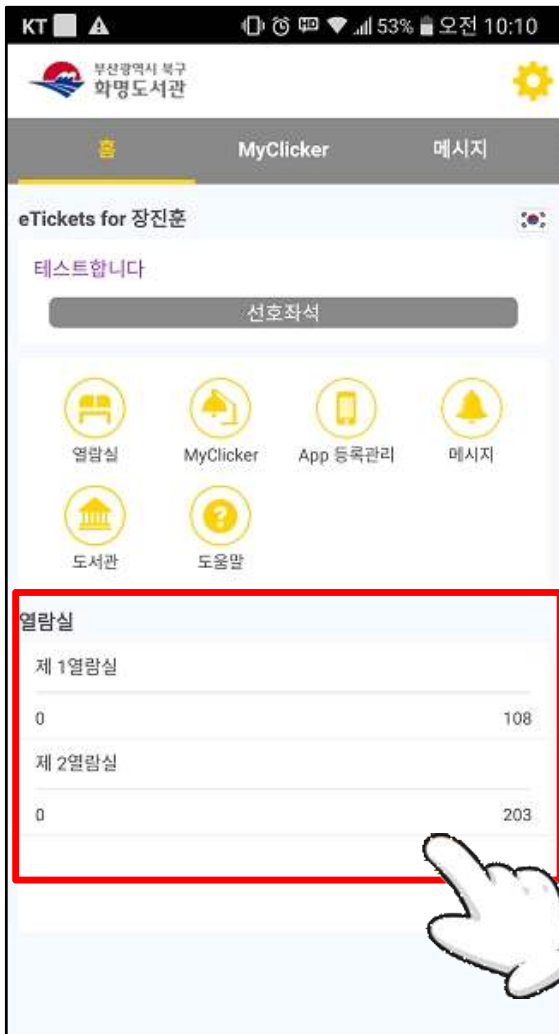 KT 53% 오전 10:10
부산광역시 북구
화명도서관
홈 MyClicker 메시지
eTickets for 장진훈
테스트합니다
선호좌석
열람실 MyClicker App 등록관리 메시지
도서관 도움말
열람실
제 1열람실
0 108
제 2열람실
0 203